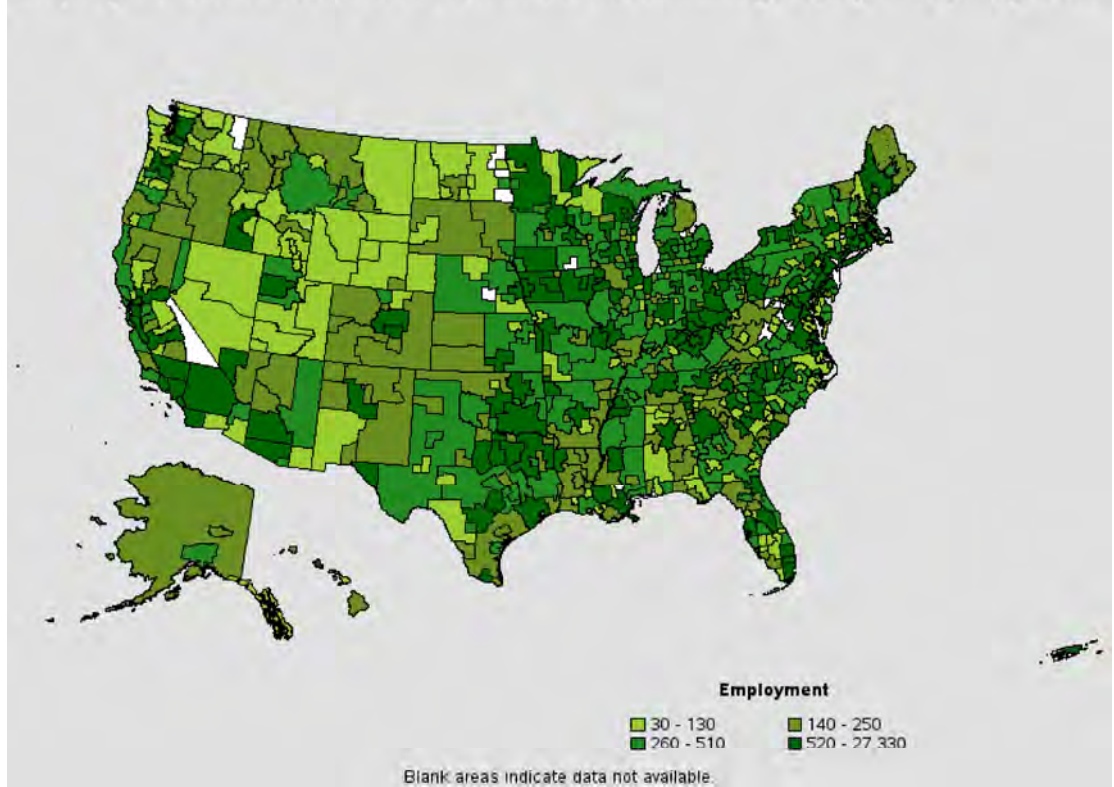 Employment
30 - 130
140 - 250
260 - 510
520 - 27,330
Blank areas indicate data not available.